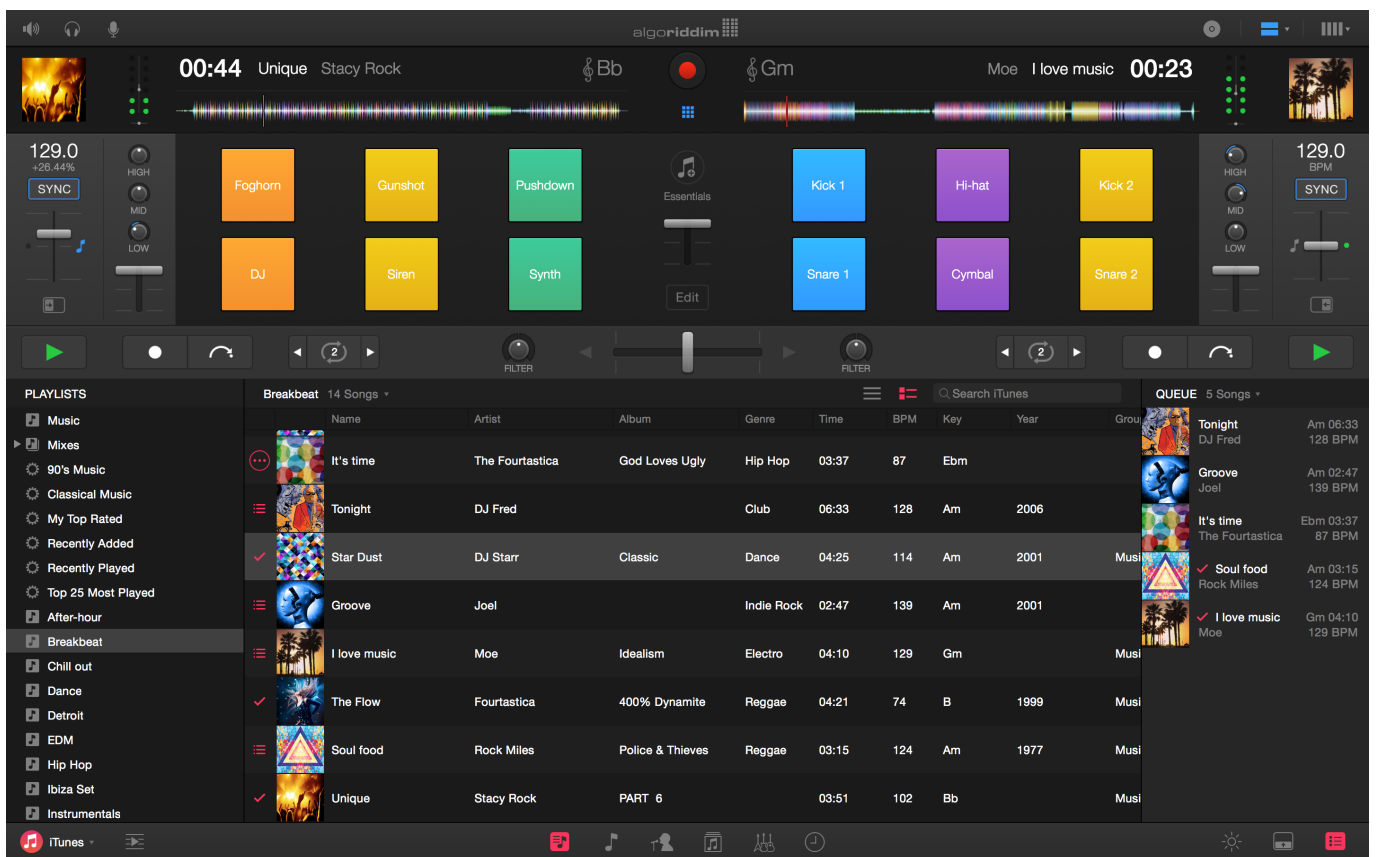 algoriddim
00:44 Unique Stacy Rock Bb Gm Moe I love music 00:23
129.0 +26.44% SYNC
HIGH
MID
LOW
Foghorn Gunshot Pushdown
DJ Siren Synth
Essentials
Edit
Kick 1 Hi-hat Kick 2
Snare 1 Cymbal Snare 2
HIGH
MID
LOW
129.0 BPM SYNC
2 FILTER FILTER 2
PLAYLISTS
Music
Mixes
90's Music
Classical Music
My Top Rated
Recently Added
Recently Played
Top 25 Most Played
After-hour
Breakbeat
Chill out
Dance
Detroit
EDM
Hip Hop
Ibiza Set
Instrumentals
Breakbeat 14 Songs Search iTunes
Name Artist Album Genre Time BPM Key Year Grou
It's time The Fourtastica God Loves Ugly Hip Hop 03:37 87 Ebm
Tonight DJ Fred Club 06:33 128 Am 2006
Star Dust DJ Starr Classic Dance 04:25 114 Am 2001 Musi
Groove Joel Indie Rock 02:47 139 Am 2001
I love music Moe Idealism Electro 04:10 129 Gm Musi
The Flow Fourtastica 400% Dynamite Reggae 04:21 74 B 1999 Musi
Soul food Rock Miles Police & Thieves Reggae 03:15 124 Am 1977 Musi
Unique Stacy Rock PART 6 03:51 102 Bb Musi
QUEUE 5 Songs
Tonight Am 06:33
DJ Fred 128 BPM
Groove Am 02:47
Joel 139 BPM
It's time Ebm 03:37
The Fourtastica 87 BPM
Soul food Am 03:15
Rock Miles 124 BPM
I love music Gm 04:10
Moe 129 BPM
iTunes